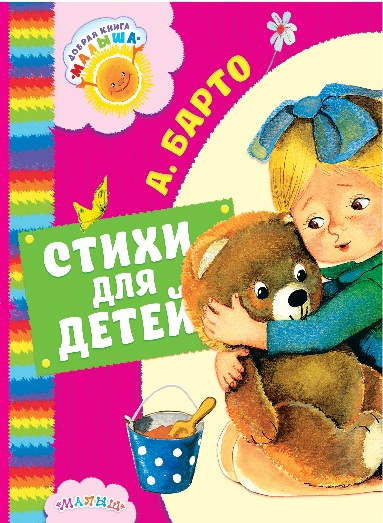 ДОБРАЯ КНИГА
•МАЛЫША•
А. БАРТО
СТИХИ
ДЛЯ
ДЕТЕЙ
•МАЛЫШ•